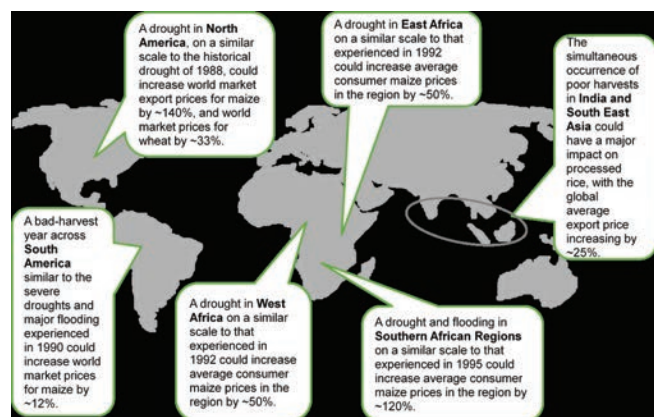 A drought in North
America, on a similar
scale to the historical
drought of 1988, could
increase world market
export prices for maize
by ~140%, and world
market prices for
wheat by ~33%.
A drought in East Africa
on a similar scale to that
experienced in 1992
could increase average
consumer maize prices
in the region by ~50%.
The
simultaneous
occurrence of
poor harvests
in India and
South East
Asia could
have a major
impact on
processed
rice, with the
global
average
export price
increasing by
~25%.
A bad-harvest
year across
South
America
similar to the
severe
droughts and
major flooding
experienced
in 1990 could
increase world
market prices
for maize by
~12%.
A drought in West
Africa on a similar
scale to that
experienced in
1992 could increase
average consumer
maize prices in the
region by ~50%.
A drought and flooding in
Southern African Regions
on a similar scale to that
experienced in 1995 could
increase average consumer
maize prices in the region by
~120%.